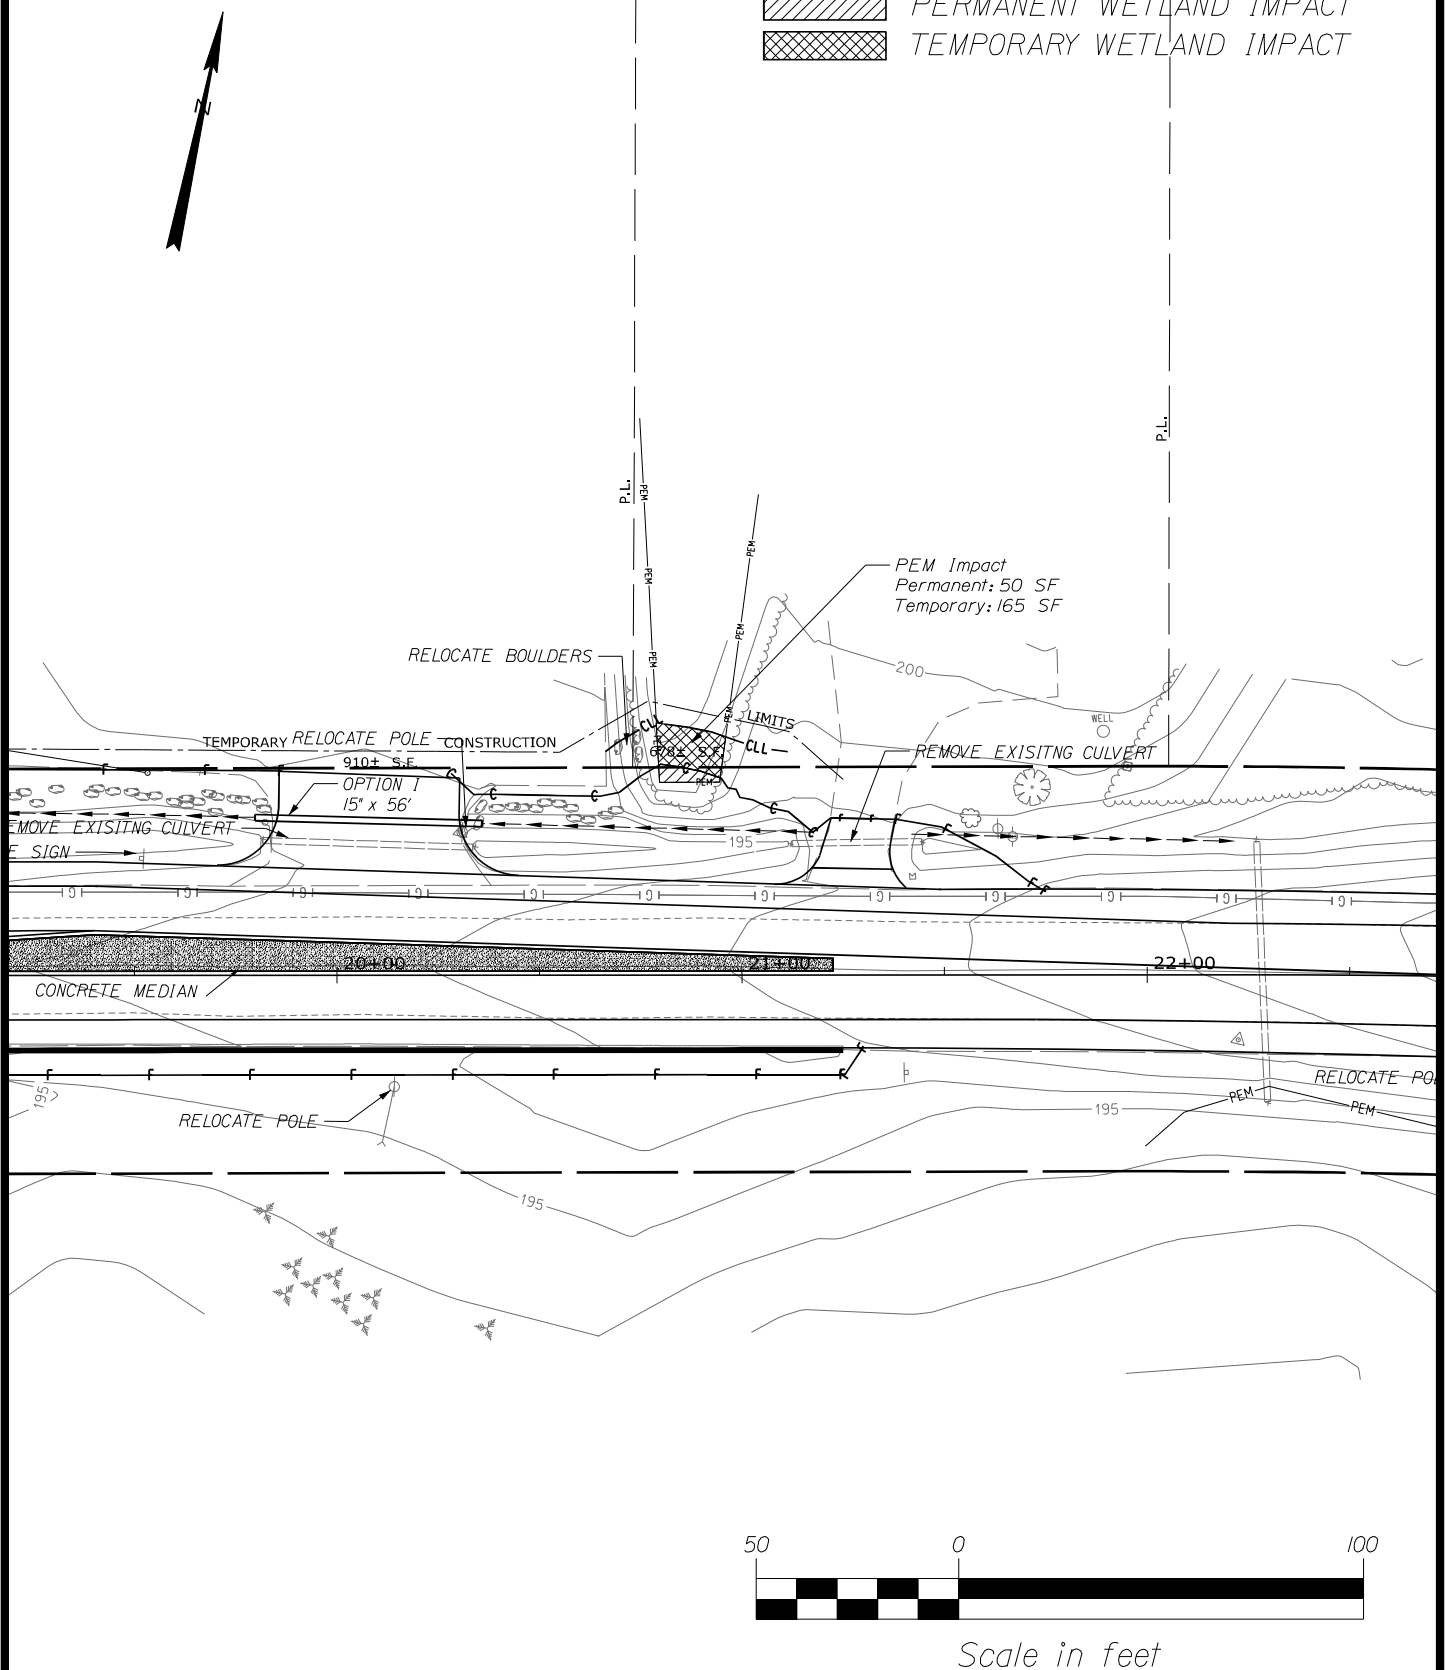 PERMANENT WETLAND IMPACT
TEMPORARY WETLAND IMPACT
N
P.L.
P.L.
PEM
PEM
PEM
PEM
PEM
PEM
PEM
PEM Impact
Permanent: 50 SF
Temporary: 165 SF
RELOCATE BOULDERS
200
WELL
CLL
LIMITS
CLL
TEMPORARY
RELOCATE POLE
CONSTRUCTION
678± S.F.
REMOVE EXISITNG CULVERT
910± S.F.
OPTION 1
15" x 56'
C
C
C
C
C
C
F
F
F
F
F
F
F
F
F
EMOVE EXISITNG CULVERT
E SIGN
195
20+00
21+00
22+00
CONCRETE MEDIAN
F
F
F
F
F
F
F
F
F
195
RELOCATE POLE
RELOCATE PO
PEM
PEM
195
195
50
0
100
Scale in feet